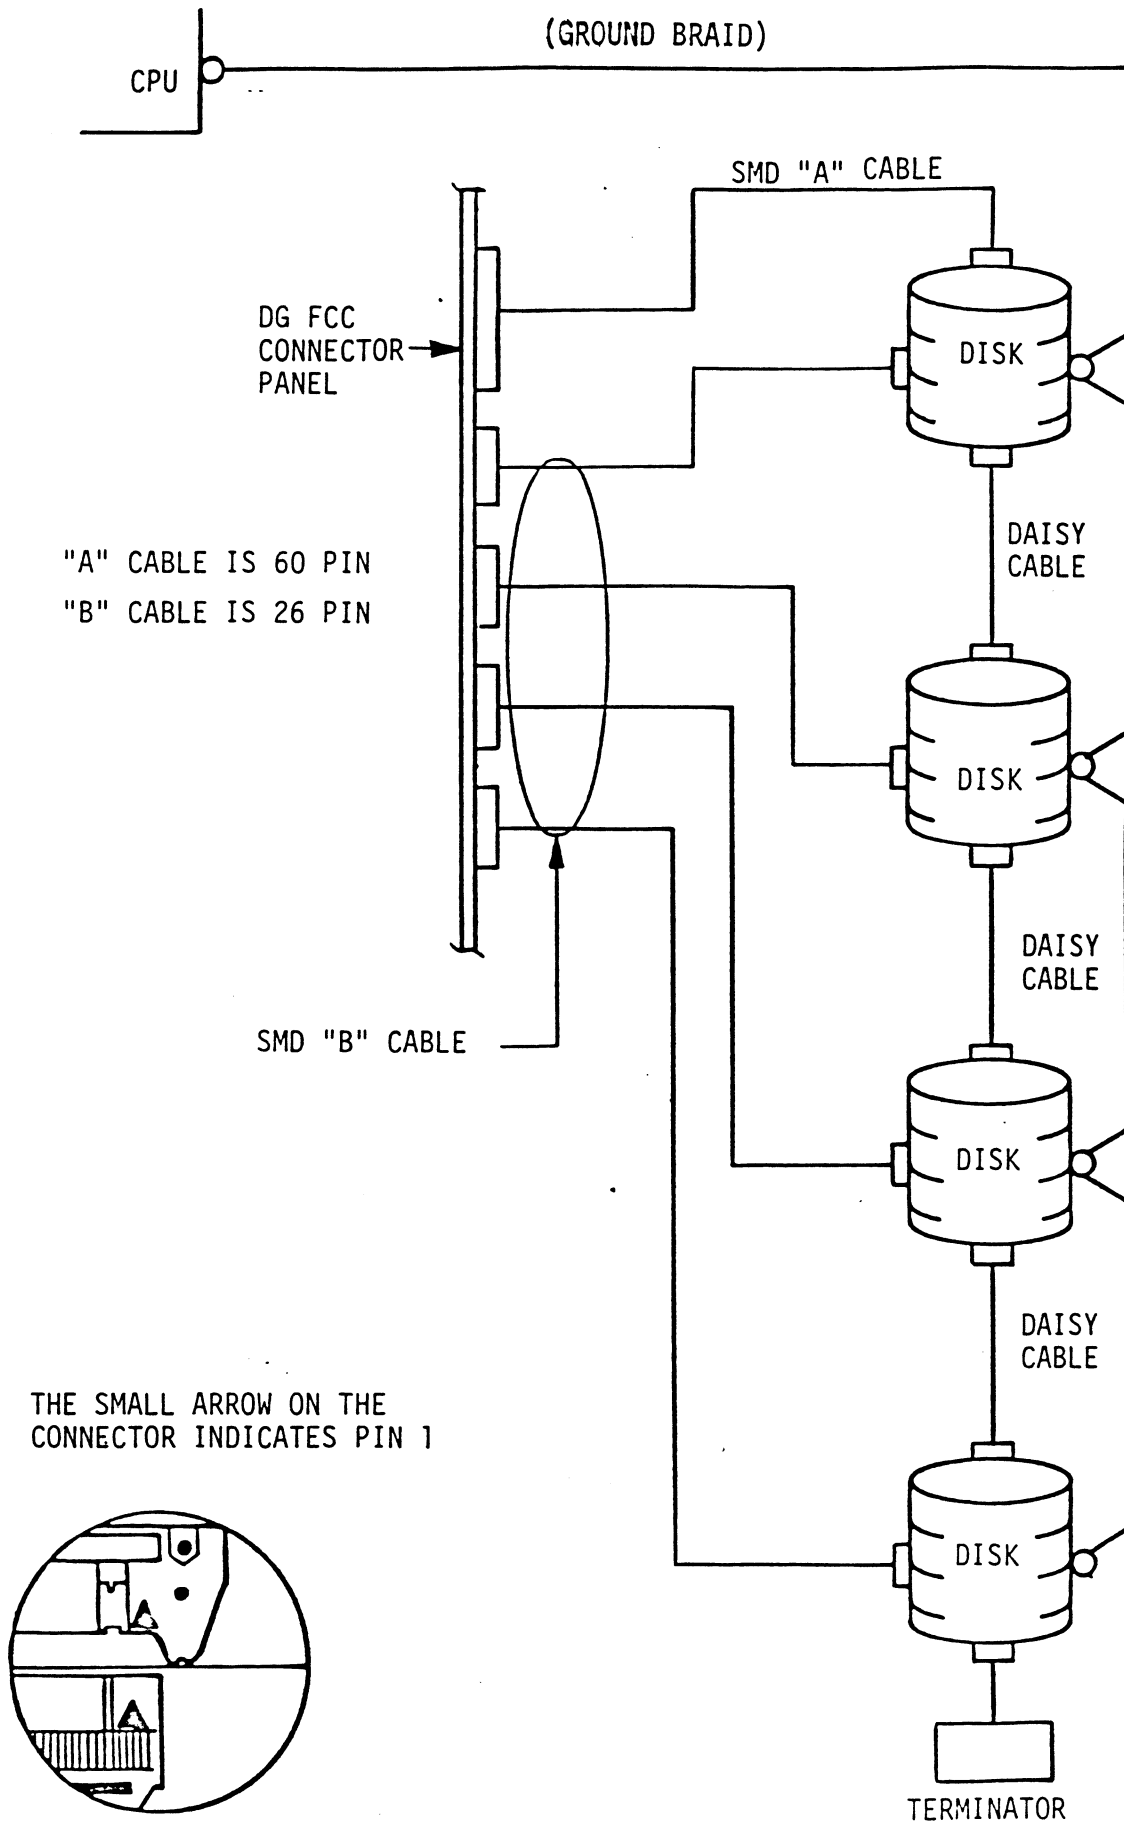 (GROUND BRAID)
CPU
SMD "A" CABLE
DG FCC
CONNECTOR
PANEL
DISK
DAISY
CABLE
"A" CABLE IS 60 PIN
"B" CABLE IS 26 PIN
DISK
DAISY
CABLE
SMD "B" CABLE
DISK
DAISY
CABLE
THE SMALL ARROW ON THE
CONNECTOR INDICATES PIN 1
DISK
TERMINATOR